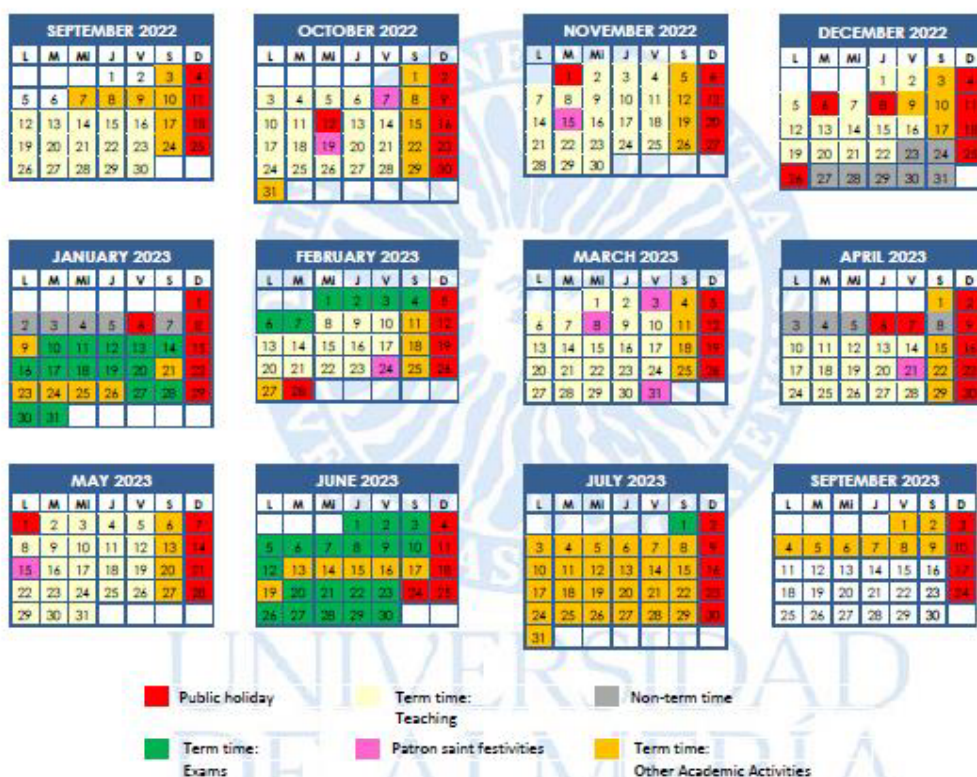 SEPTEMBER 2022
L M Mi J V S D
1 2 3 4
5 6 7 8 9 10 11
12 13 14 15 16 17 18
19 20 21 22 23 24 25
26 27 28 29 30
OCTOBER 2022
L M Mi J V S D
1 2
3 4 5 6 7 8 9
10 11 12 13 14 15 16
17 18 19 20 21 22 23
24 25 26 27 28 29 30
31
NOVEMBER 2022
L M Mi J V S D
1 2 3 4 5 6
7 8 9 10 11 12 13
14 15 16 17 18 19 20
21 22 23 24 25 26 27
28 29 30
DECEMBER 2022
L M Mi J V S D
1 2 3 4
5 6 7 8 9 10 11
12 13 14 15 16 17 18
19 20 21 22 23 24 25
26 27 28 29 30 31
JANUARY 2023
L M Mi J V S D
1
2 3 4 5 6 7 8
9 10 11 12 13 14 15
16 17 18 19 20 21 22
23 24 25 26 27 28 29
30 31
FEBRUARY 2023
L M Mi J V S D
1 2 3 4 5
6 7 8 9 10 11 12
13 14 15 16 17 18 19
20 21 22 23 24 25 26
27 28
MARCH 2023
L M Mi J V S D
1 2 3 4 5
6 7 8 9 10 11 12
13 14 15 16 17 18 19
20 21 22 23 24 25 26
27 28 29 30 31
APRIL 2023
L M Mi J V S D
1 2
3 4 5 6 7 8 9
10 11 12 13 14 15 16
17 18 19 20 21 22 23
24 25 26 27 28 29 30
MAY 2023
L M Mi J V S D
1 2 3 4 5 6 7
8 9 10 11 12 13 14
15 16 17 18 19 20 21
22 23 24 25 26 27 28
29 30 31
JUNE 2023
L M Mi J V S D
1 2 3 4
5 6 7 8 9 10 11
12 13 14 15 16 17 18
19 20 21 22 23 24 25
26 27 28 29 30
JULY 2023
L M Mi J V S D
1 2
3 4 5 6 7 8 9
10 11 12 13 14 15 16
17 18 19 20 21 22 23
24 25 26 27 28 29 30
31
SEPTEMBER 2023
L M Mi J V S D
1 2 3
4 5 6 7 8 9 10
11 12 13 14 15 16 17
18 19 20 21 22 23 24
25 26 27 28 29 30
UNIVERSIDAD
DE ALMERÍA
Public holiday
Term time:
Teaching
Non-term time
Term time:
Exams
Patron saint festivities
Term time:
Other Academic Activities